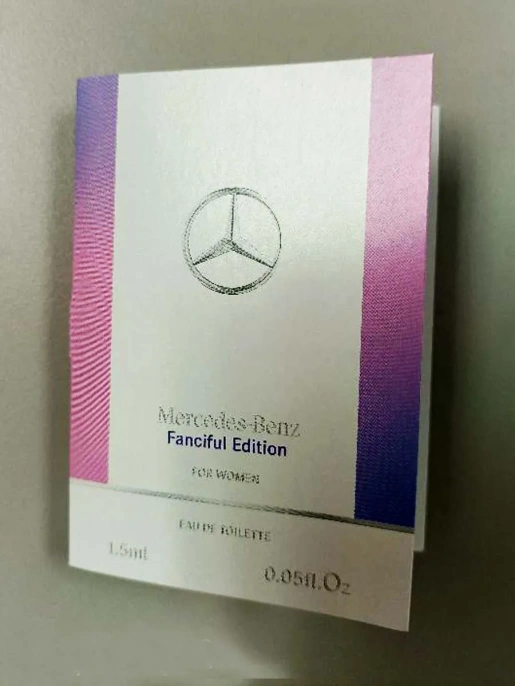 Mercedes-Benz
Fanciful Edition
FOR WOMEN
EAU DE TOILETTE
1.5ml
0.05fl.Oz